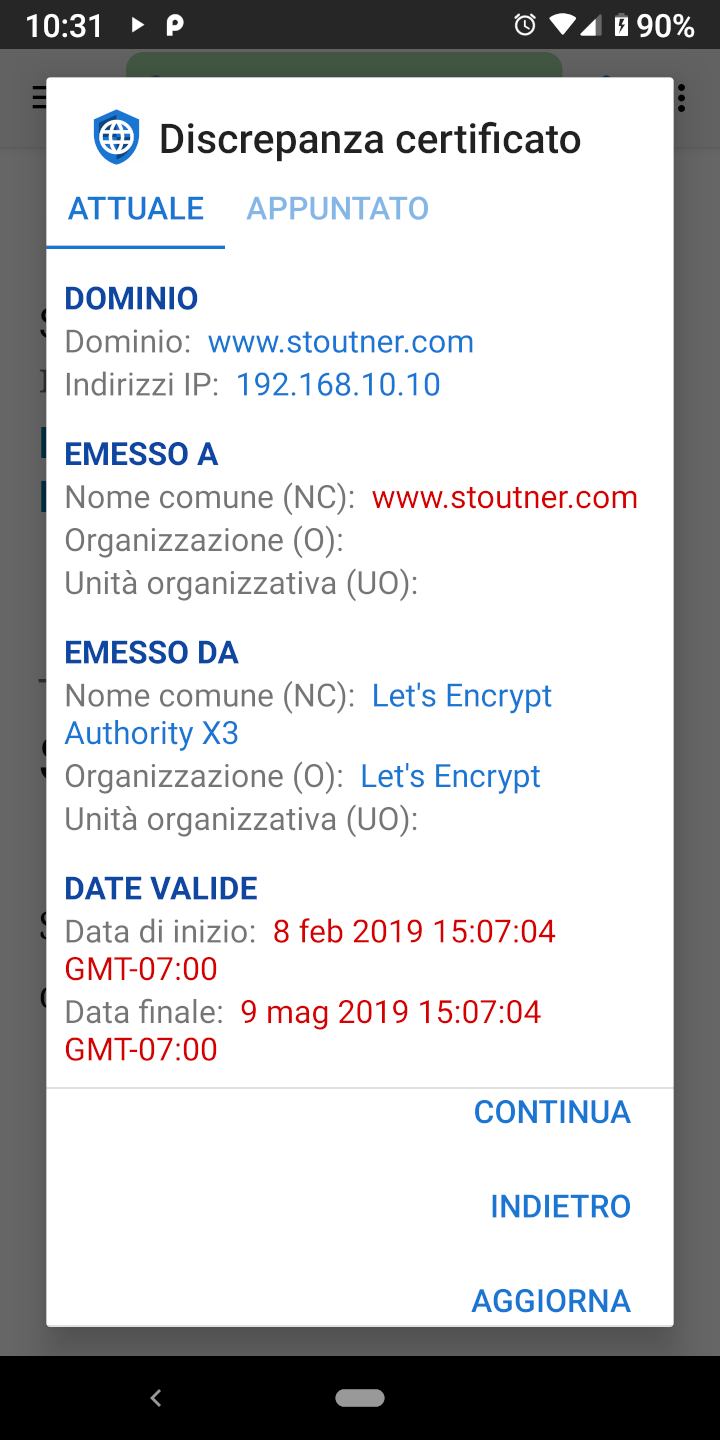 10:31
90%
Discrepanza certificato
ATTUALE APPUNTATO
DOMINIO
Dominio: www.stoutner.com
Indirizzi IP: 192.168.10.10
EMESSO A
Nome comune (NC): www.stoutner.com
Organizzazione (O):
Unità organizzativa (UO):
EMESSO DA
Nome comune (NC): Let's Encrypt
Authority X3
Organizzazione (O): Let's Encrypt
Unità organizzativa (UO):
DATE VALIDE
Data di inizio: 8 feb 2019 15:07:04
GMT-07:00
Data finale: 9 mag 2019 15:07:04
GMT-07:00
CONTINUA
INDIETRO
AGGIORNA